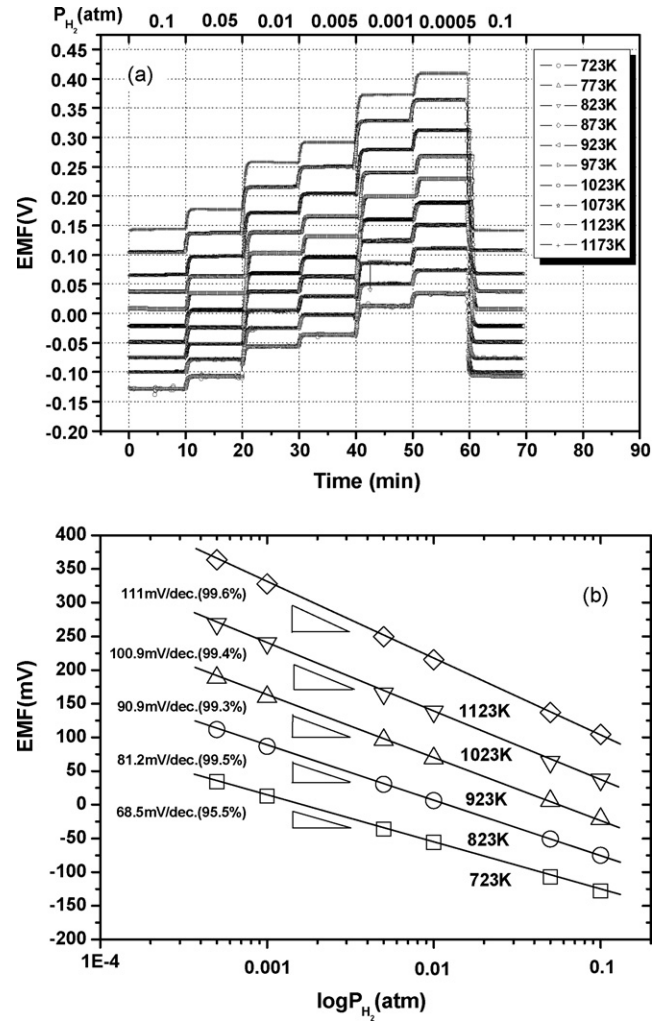 P_H2(atm) 0.1 0.05 0.01 0.005 0.001 0.0005 0.1
0.45
0.40
0.35
0.30
0.25
0.20
0.15
0.10
0.05
0.00
-0.05
-0.10
-0.15
-0.20
EMF(V)
(a)
723K
773K
823K
873K
923K
973K
1023K
1073K
1123K
1173K
0 10 20 30 40 50 60 70 80 90
Time (min)
400
350
300
250
200
150
100
50
0
-50
-100
-150
-200
EMF(mV)
(b)
111mV/dec.(99.6%)
100.9mV/dec.(99.4%)
90.9mV/dec.(99.3%)
81.2mV/dec.(99.5%)
68.5mV/dec.(95.5%)
1123K
1023K
923K
823K
723K
1E-4 0.001 0.01 0.1
logP_H2(atm)